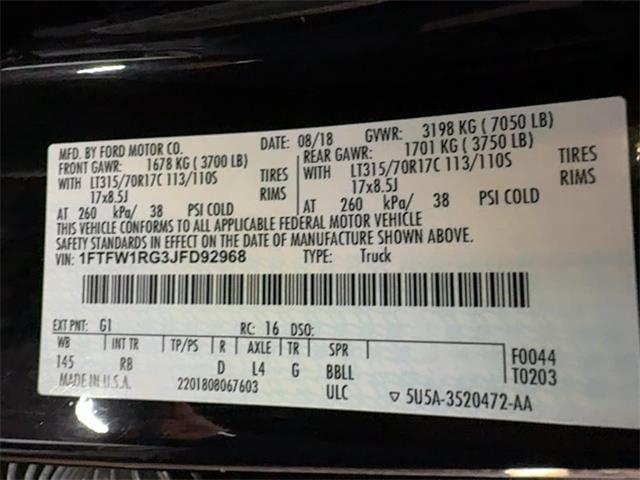 MFD. BY FORD MOTOR CO. DATE: 08/18 GVWR: 3198 KG ( 7050 LB)
FRONT GAWR: 1678 KG (3700 LB) REAR GAWR: 1701 KG ( 3750 LB)
WITH LT315/70R17C 113/110S TIRES WITH LT315/70R17C 113/110S TIRES
17x8.5J RIMS 17x8.5J RIMS
AT 260 kPa/ 38 PSI COLD AT 260 kPa/ 38 PSI COLD
THIS VEHICLE CONFORMS TO ALL APPLICABLE FEDERAL MOTOR VEHICLE
SAFETY STANDARDS IN EFFECT ON THE DATE OF MANUFACTURE SHOWN ABOVE.
VIN: 1FTFW1RG3JFD92968 TYPE: Truck
EXT PNT: G1 RC: 16 DSO:
WB INT TR TP/PS R AXLE TR SPR
145 RB D L4 G BBLL F0044
MADE IN U.S.A. 2201808067603 ULC T0203
▽ 5U5A-3520472-AA